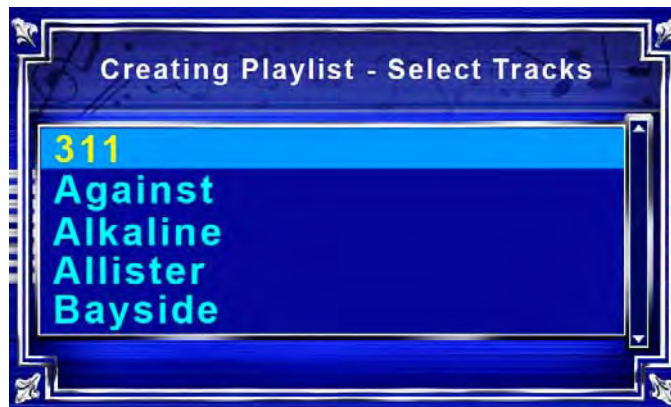 Creating Playlist - Select Tracks
311
Against
Alkaline
Allister
Bayside